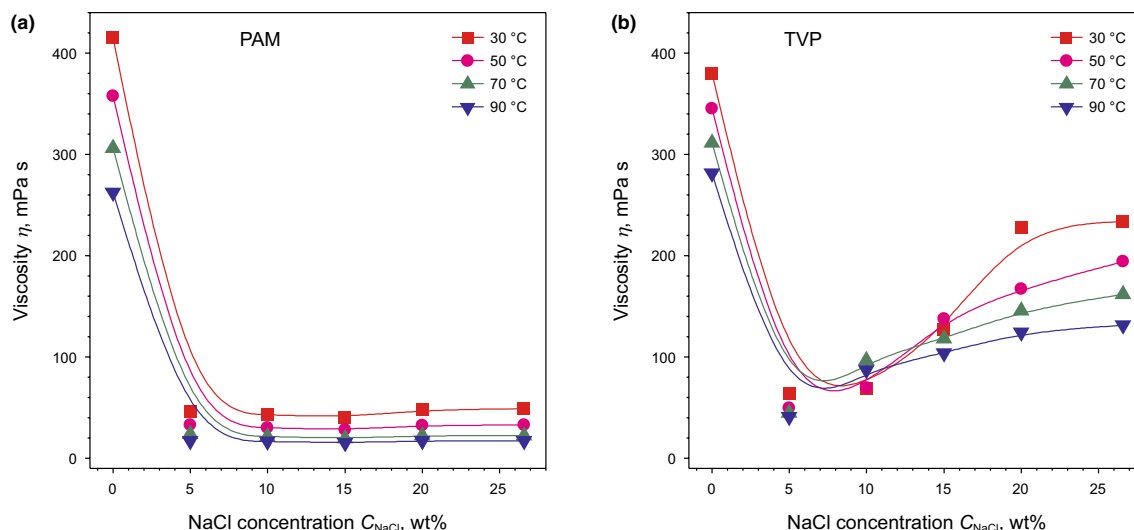 (a)
PAM
30 °C
50 °C
70 °C
90 °C
400
300
200
100
0
Viscosity η, mPa s
0 5 10 15 20 25
NaCl concentration C_NaCl, wt%
(b)
TVP
30 °C
50 °C
70 °C
90 °C
400
300
200
100
0
Viscosity η, mPa s
0 5 10 15 20 25
NaCl concentration C_NaCl, wt%